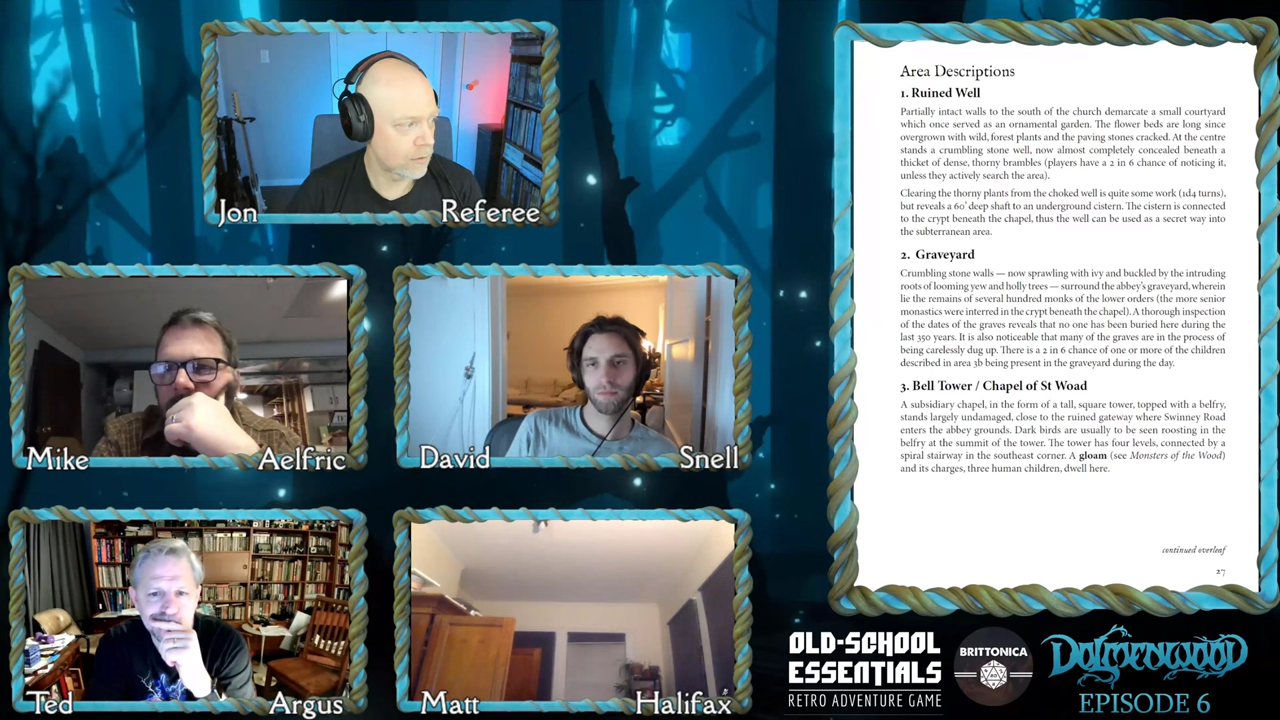 Jon Referee
Mike Aelfric
David Snell
Ted Argus
Matt Halifax
Area Descriptions
1. Ruined Well
Partially intact walls to the south of the church demarcate a small courtyard
which once served as an ornamental garden. The flower beds are long since
overgrown with wild, forest plants and the paving stones cracked. At the centre
stands a crumbling stone well, now almost completely concealed beneath a
thicket of dense, thorny brambles (players have a 2 in 6 chance of noticing it,
unless they actively search the area).
Clearing the thorny plants from the choked well is quite some work (1d4 turns),
but reveals a 60' deep shaft to an underground cistern. The cistern is connected
to the crypt beneath the chapel, thus the well can be used as a secret way into
the subterranean area.
2. Graveyard
Crumbling stone walls — now sprawling with ivy and buckled by the intruding
roots of looming yew and holly trees — surround the abbey's graveyard, wherein
lie the remains of several hundred monks of the lower orders (the more senior
monastics were interred in the crypt beneath the chapel). A thorough inspection
of the dates of the graves reveals that no one has been buried here during the
last 350 years. It is also noticeable that many of the graves are in the process of
being carelessly dug up. There is a 2 in 6 chance of one or more of the children
described in area 3b being present in the graveyard during the day.
3. Bell Tower / Chapel of St Woad
A subsidiary chapel, in the form of a tall, square tower, topped with a belfry,
stands largely undamaged, close to the ruined gateway where Swinney Road
enters the abbey grounds. Dark birds are usually to be seen roosting in the
belfry at the summit of the tower. The tower has four levels, connected by a
spiral stairway in the southeast corner. A gloam (see Monsters of the Wood)
and its charges, three human children, dwell here.
continued overleaf
27
OLD-SCHOOL
ESSENTIALS
RETRO ADVENTURE GAME
BRITTONICA
DOLMENWOOD
EPISODE 6